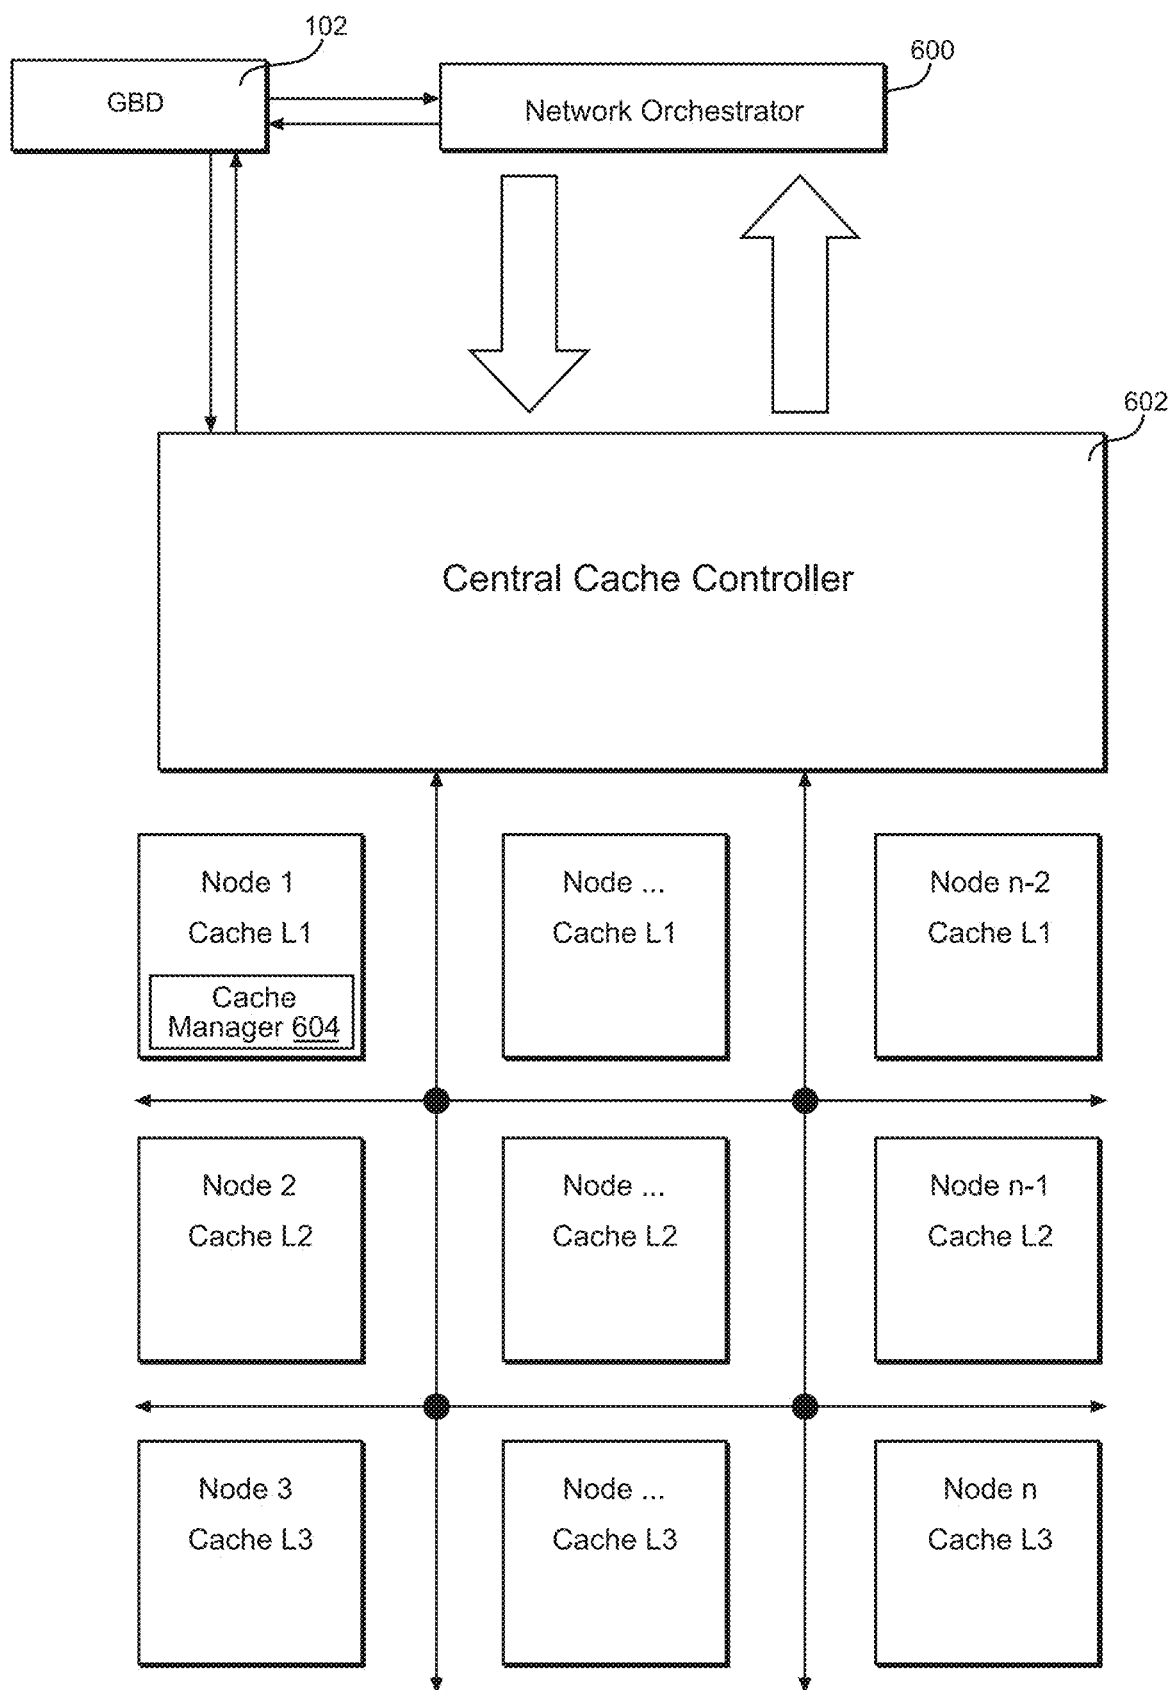 102
GBD
600
Network Orchestrator
602
Central Cache Controller
Node 1
Cache L1
Cache
Manager 604
Node ...
Cache L1
Node n-2
Cache L1
Node 2
Cache L2
Node ...
Cache L2
Node n-1
Cache L2
Node 3
Cache L3
Node ...
Cache L3
Node n
Cache L3